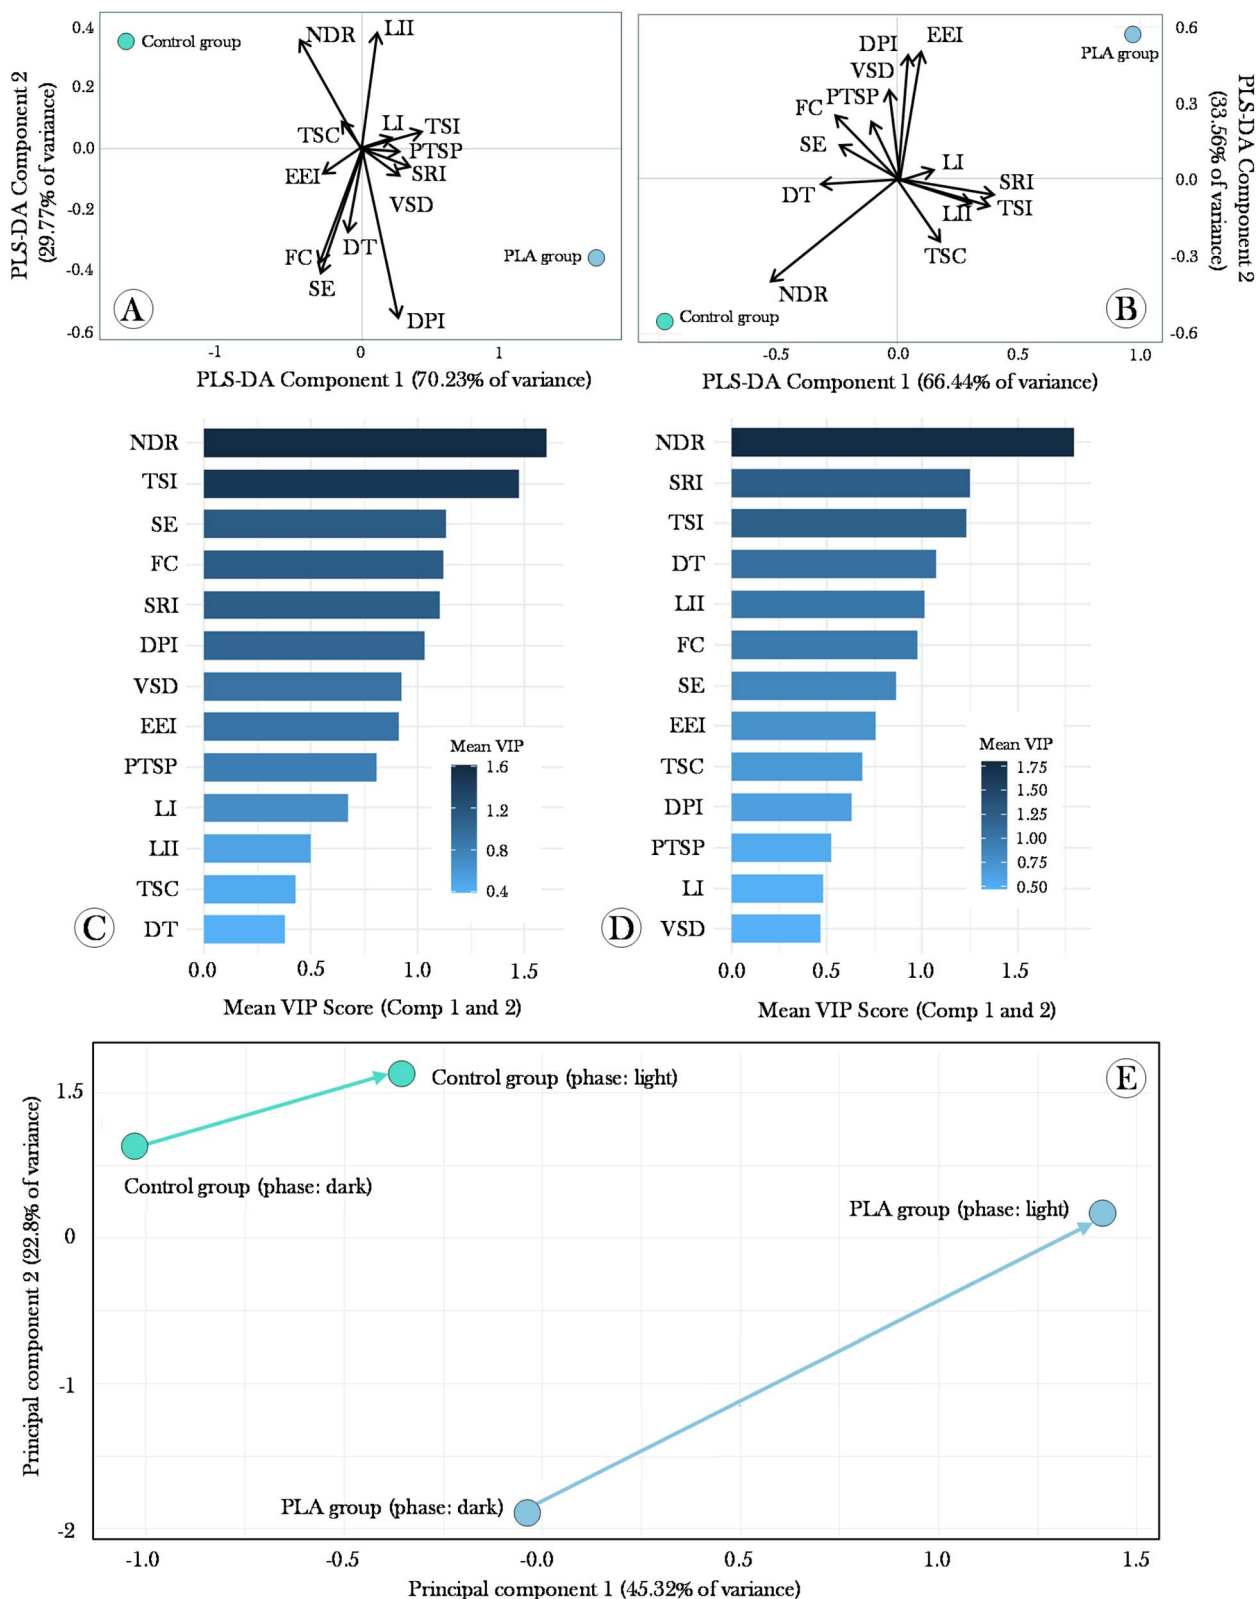 0.4
0.2
0.0
-0.2
-0.4
-0.6
PLS-DA Component 2
(29.77% of variance)
Control group
NDR
LII
TSC
LI
TSI
PTSP
SRI
EEI
VSD
FC
DT
SE
DPI
PLA group
A
-1
0
1
PLS-DA Component 1 (70.23% of variance)
DPI
EEI
VSD
PTSP
FC
SE
LI
DT
SRI
LII
TSI
TSC
NDR
PLA group
Control group
B
0.6
0.3
0.0
-0.3
-0.6
PLS-DA Component 2
(33.56% of variance)
-0.5
0.0
0.5
1.0
PLS-DA Component 1 (66.44% of variance)
NDR
TSI
SE
FC
SRI
DPI
VSD
EEI
PTSP
LI
LII
TSC
DT
Mean VIP
1.6
1.2
0.8
0.4
C
0.0
0.5
1.0
1.5
Mean VIP Score (Comp 1 and 2)
NDR
SRI
TSI
DT
LII
FC
SE
EEI
TSC
DPI
PTSP
LI
VSD
Mean VIP
1.75
1.50
1.25
1.00
0.75
0.50
D
0.0
0.5
1.0
1.5
Mean VIP Score (Comp 1 and 2)
Control group (phase: light)
E
Control group (phase: dark)
PLA group (phase: light)
PLA group (phase: dark)
1.5
0
-1
-2
Principal component 2 (22.8% of variance)
-1.0
-0.5
-0.0
0.5
1.0
1.5
Principal component 1 (45.32% of variance)